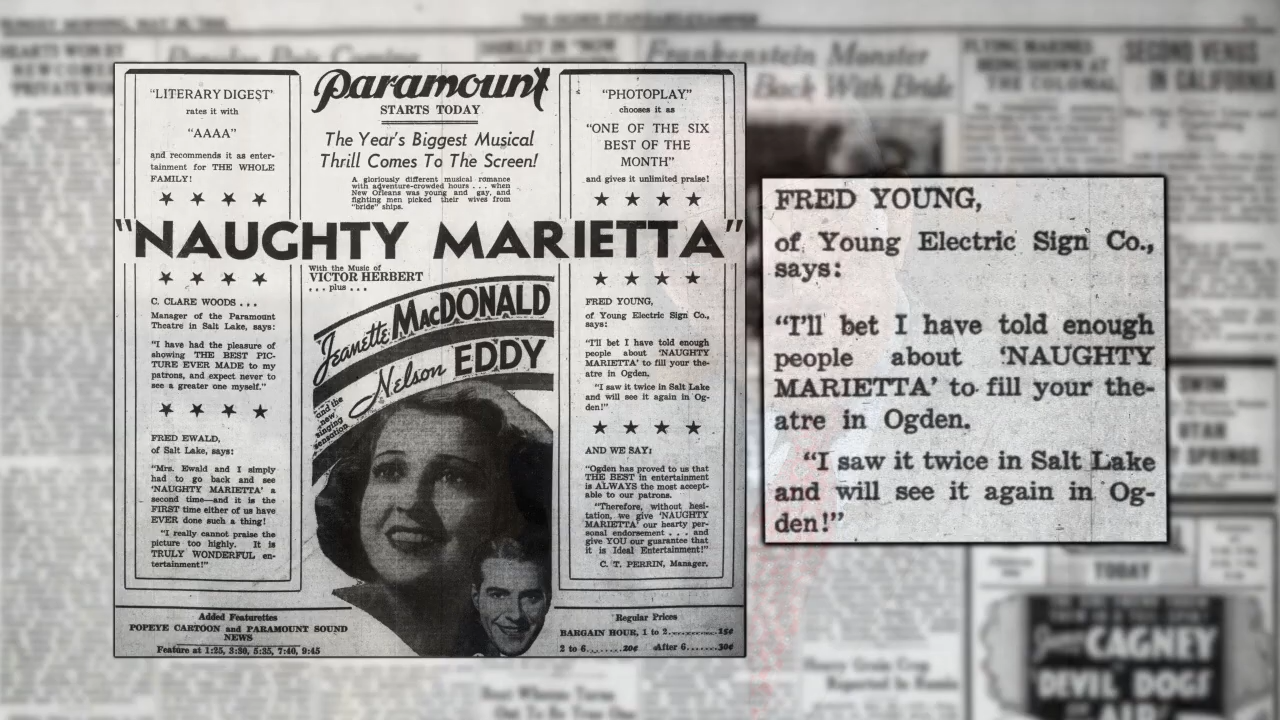 THE OGDEN STANDARD-EXAMINER
Frankenstein Monster
Back With Bride
SECOND VENUS
IN CALIFORNIA
"LITERARY DIGEST"
rates it with
"AAAA"
and recommends it as enter-
tainment for THE WHOLE
FAMILY!
Paramount
STARTS TODAY
The Year's Biggest Musical
Thrill Comes To The Screen!
A gloriously different musical romance
with adventure-crowded hours . . . when
New Orleans was young and gay, and
fighting men picked their wives from
"bride" ships.
"PHOTOPLAY"
chooses it as
"ONE OF THE SIX
BEST OF THE
MONTH"
and gives it unlimited praise!
"NAUGHTY MARIETTA"
C. CLARE WOODS . . .
Manager of the Paramount
Theatre in Salt Lake, says:
"I have had the pleasure of
showing THE BEST PIC-
TURE EVER MADE to my
patrons, and expect never to
see a greater one myself."
FRED EWALD,
of Salt Lake, says:
"Mrs. Ewald and I simply
had to go back and see
'NAUGHTY MARIETTA' a
second time—and it is the
FIRST time either of us have
EVER done such a thing!
"I really cannot praise the
picture too highly. It is
TRULY WONDERFUL en-
tertainment!"
With the Music of
VICTOR HERBERT
. . . plus . . .
Jeanette MacDONALD
Nelson EDDY
and the
new
singing
sensation
FRED YOUNG,
of Young Electric Sign Co.,
says:
"I'll bet I have told enough
people about 'NAUGHTY
MARIETTA' to fill your the-
atre in Ogden.
"I saw it twice in Salt Lake
and will see it again in Og-
den!"
AND WE SAY:
"Ogden has proved to us that
THE BEST in entertainment
is ALWAYS the most accept-
able to our patrons.
"Therefore, without hesi-
tation, we give 'NAUGHTY
MARIETTA' our hearty per-
sonal endorsement . . . and
give YOU our guarantee that
it is Ideal Entertainment!"
C. T. PERRIN, Manager.
Added Featurettes
POPEYE CARTOON and PARAMOUNT SOUND
NEWS
Feature at 1:25, 3:30, 5:35, 7:40, 9:45
Regular Prices
BARGAIN HOUR, 1 to 2..........15¢
2 to 6........20¢ After 6.......30¢
FRED YOUNG,
of Young Electric Sign Co.,
says:
"I'll bet I have told enough
people about 'NAUGHTY
MARIETTA' to fill your the-
atre in Ogden.
"I saw it twice in Salt Lake
and will see it again in Og-
den!"
TODAY
CAGNEY
DEVIL DOGS